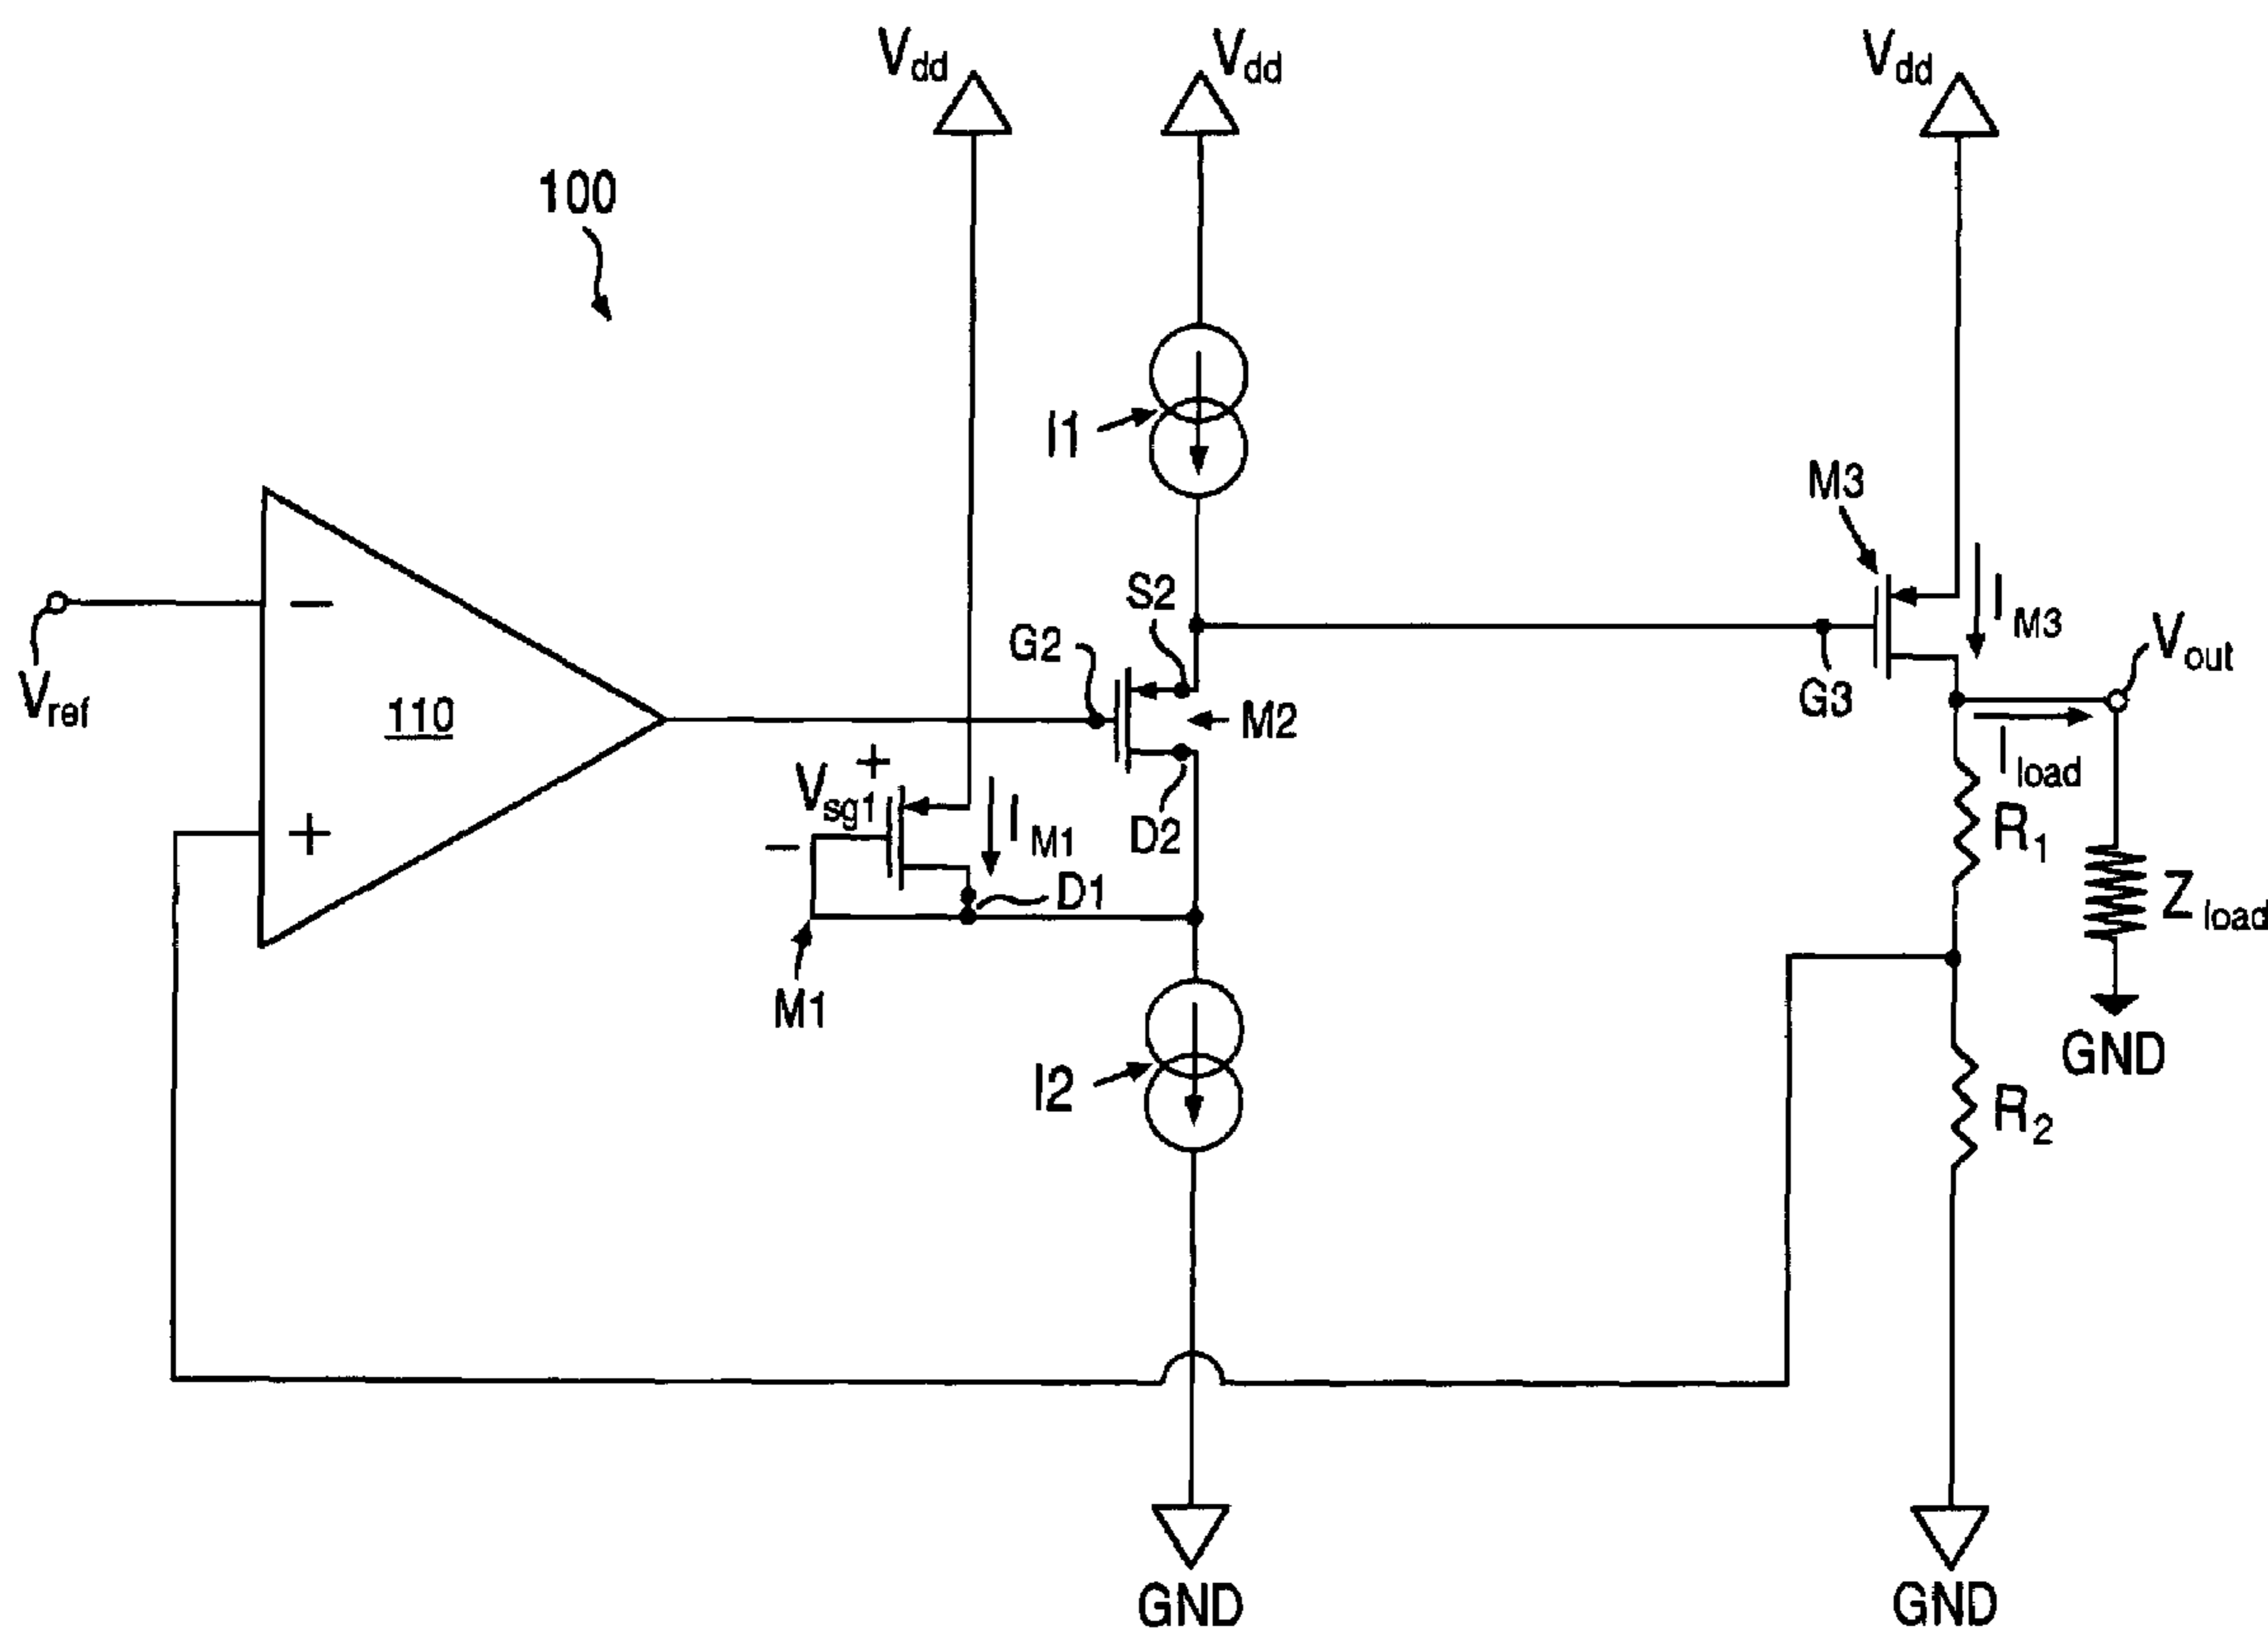 Vdd
Vdd
Vdd
100
I1
M3
S2
IM3
G2
Vout
Vref
110
M2
G3
+
Vsg1
Iload
IM1
D2
R1
−
D1
Zload
M1
GND
I2
R2
GND
GND